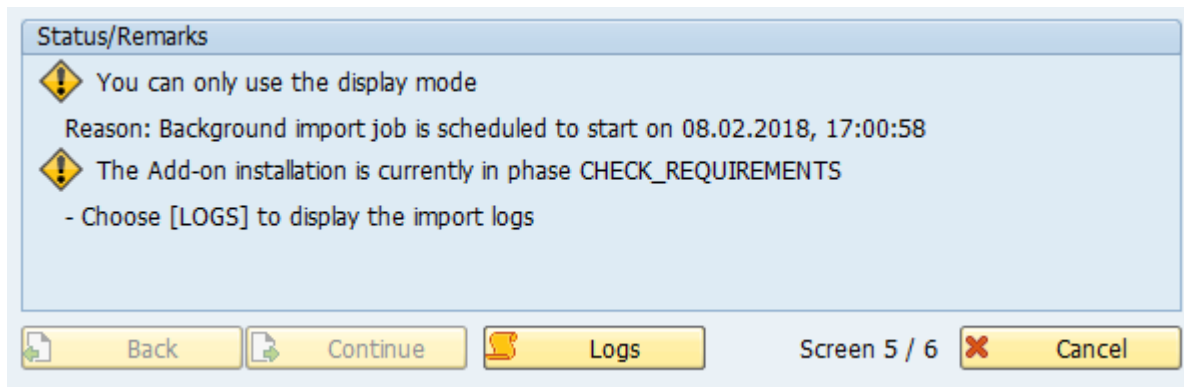 Status/Remarks
You can only use the display mode
Reason: Background import job is scheduled to start on 08.02.2018, 17:00:58
The Add-on installation is currently in phase CHECK_REQUIREMENTS
- Choose [LOGS] to display the import logs
Back Continue Logs Screen 5 / 6 Cancel